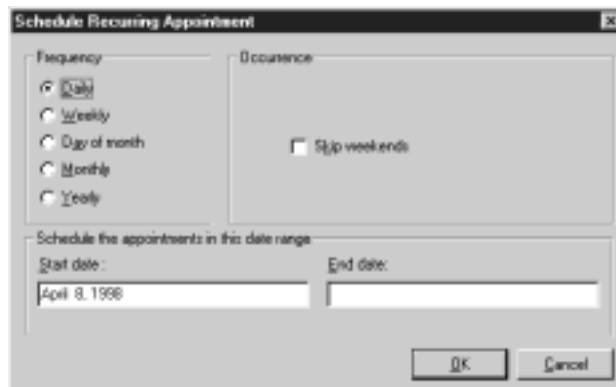 Schedule Recurring Appointment
Frequency
Daily
Weekly
Day of month
Monthly
Yearly
Occurrence
Skip weekends
Schedule the appointments in this date range
Start date :
End date:
April 8, 1998
OK
Cancel